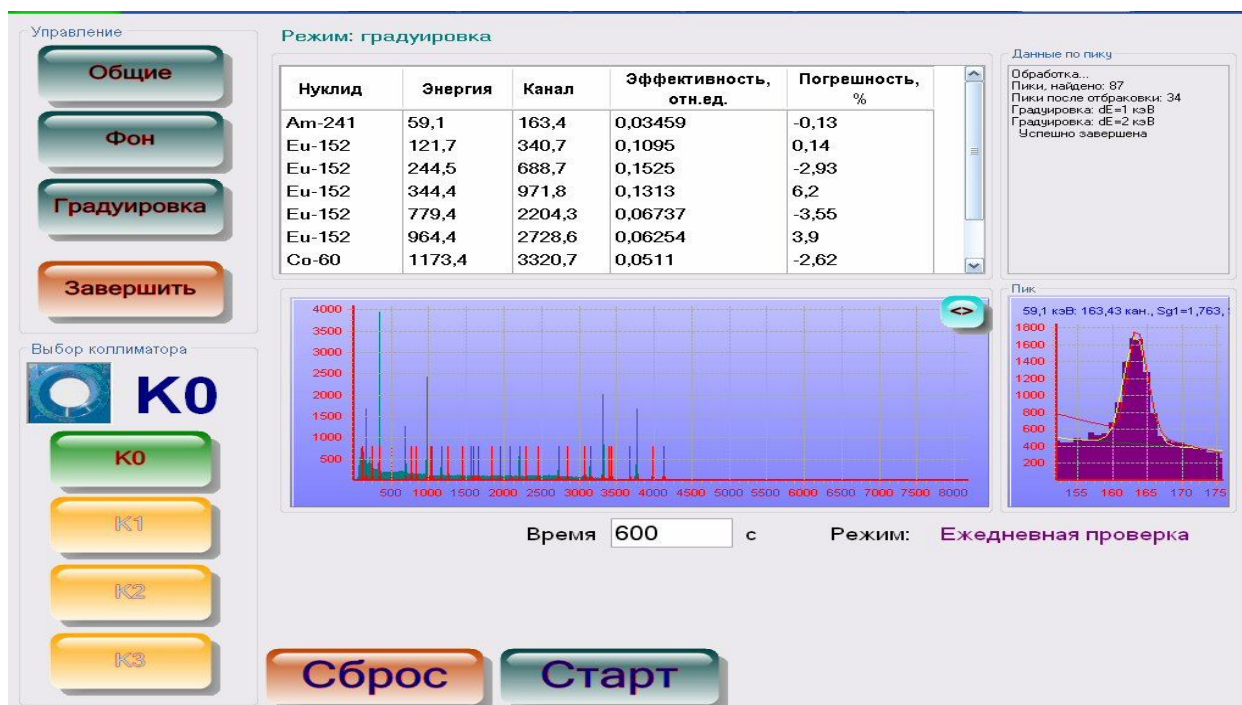 Управление
Общие
Фон
Градуировка
Завершить
Выбор коллиматора
K0
K0
K1
K2
K3
Режим: градуировка
Нуклид Энергия Канал Эффективность, отн.ед. Погрешность, %
Am-241 59,1 163,4 0,03459 -0,13
Eu-152 121,7 340,7 0,1095 0,14
Eu-152 244,5 688,7 0,1525 -2,93
Eu-152 344,4 971,8 0,1313 6,2
Eu-152 779,4 2204,3 0,06737 -3,55
Eu-152 964,4 2728,6 0,06254 3,9
Co-60 1173,4 3320,7 0,0511 -2,62
Данные по пику
Обработка...
Пики, найдено: 87
Пики после отбраковки: 34
Градуировка: dE=1 кэВ
Градуировка: dE=2 кэВ
Успешно завершена
4000
3500
3000
2500
2000
1500
1000
500
500 1000 1500 2000 2500 3000 3500 4000 4500 5000 5500 6000 6500 7000 7500 8000
<>
Пик
59,1 кэВ: 163,43 кан., Sg1=1,763,
1800
1600
1400
1200
1000
800
600
400
200
155 160 165 170 175
Время 600 с Режим: Ежедневная проверка
Сброс Старт